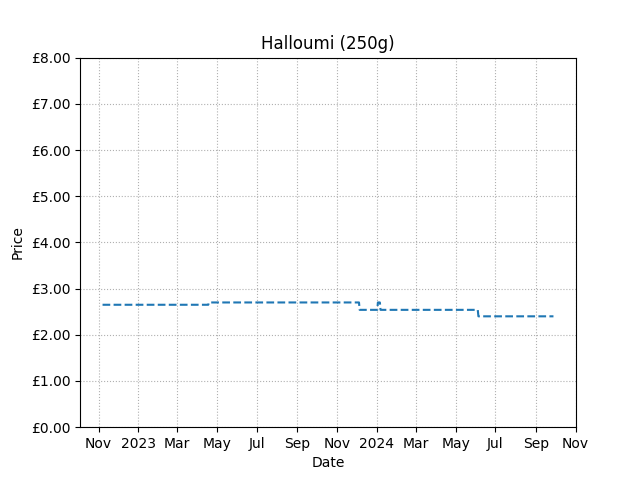 Halloumi (250g)
£8.00
£7.00
£6.00
£5.00
£4.00
£3.00
£2.00
£1.00
£0.00
Price
Nov 2023 Mar May Jul Sep Nov 2024 Mar May Jul Sep Nov
Date